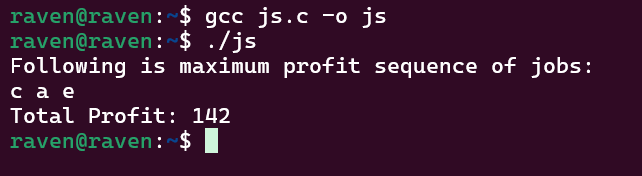 raven@raven:~$ gcc js.c -o js
raven@raven:~$ ./js
Following is maximum profit sequence of jobs:
c a e
Total Profit: 142
raven@raven:~$